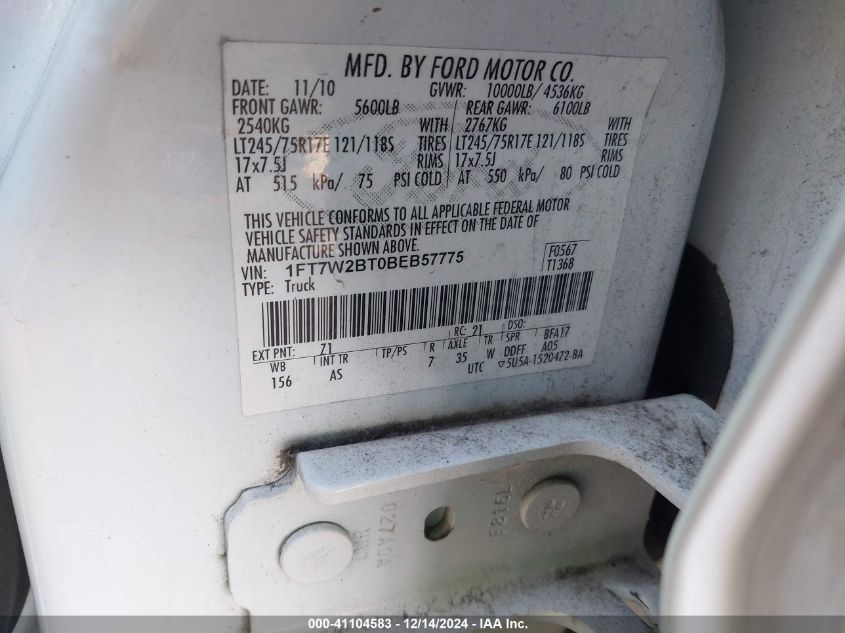 MFD. BY FORD MOTOR CO.
DATE: 11/10 GVWR: 10000LB/ 4536KG
FRONT GAWR: 5600LB REAR GAWR: 6100LB
2540KG WITH 2767KG WITH
LT245/75R17E 121/118S TIRES LT245/75R17E 121/118S TIRES
17x7.5J RIMS 17x7.5J RIMS
AT 515 kPa/ 75 PSI COLD AT 550 kPa/ 80 PSI COLD
THIS VEHICLE CONFORMS TO ALL APPLICABLE FEDERAL MOTOR
VEHICLE SAFETY STANDARDS IN EFFECT ON THE DATE OF
MANUFACTURE SHOWN ABOVE.
VIN: 1FT7W2BT0BEB57775 F0567
TYPE: Truck T1368
EXT PNT: Z1 RC: 21 DSO:
WB INT TR TP/PS R AXLE TR SPR BFA17
156 AS 7 35 W DDFF A05
UTC ▽5U5A-1520472-BA
027A0A
E8191
000-41104583 - 12/14/2024 - IAA Inc.